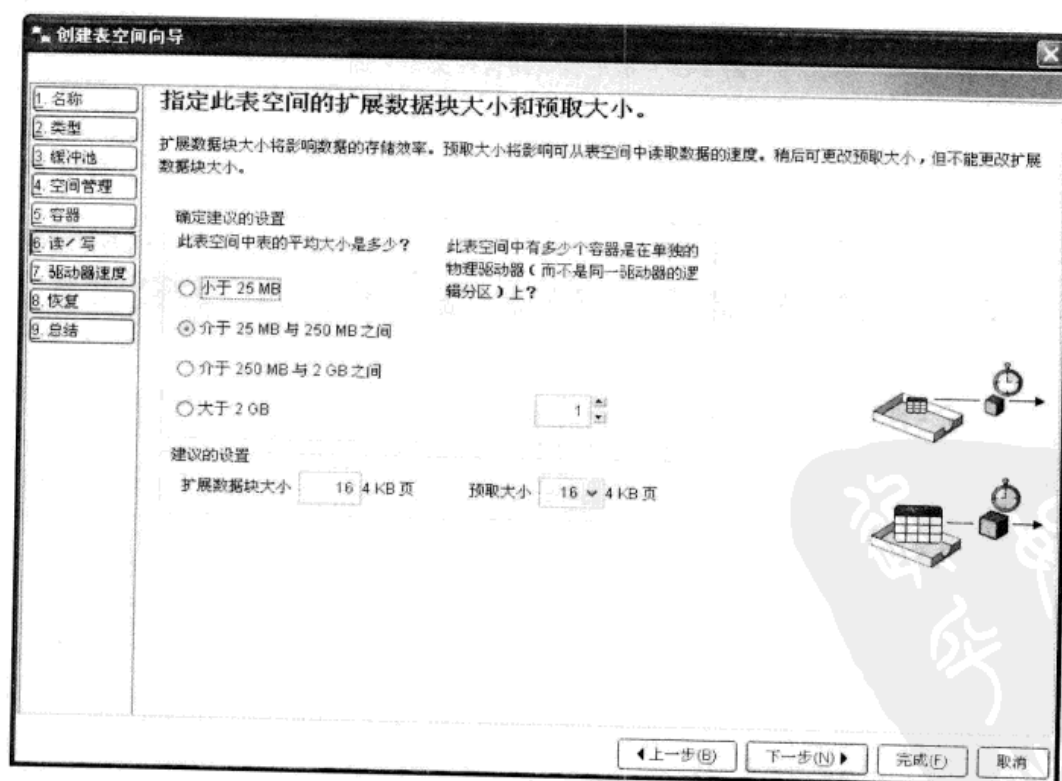 创建表空间向导
1. 名称
2. 类型
3. 缓冲池
4. 空间管理
5. 容器
6. 读/写
7. 驱动器速度
8. 恢复
9. 总结
指定此表空间的扩展数据块大小和预取大小。
扩展数据块大小将影响数据的存储效率。预取大小将影响可从表空间中读取数据的速度。稍后可更改预取大小，但不能更改扩展
数据块大小。
确定建议的设置
此表空间中表的平均大小是多少？
小于 25 MB
介于 25 MB 与 250 MB 之间
介于 250 MB 与 2 GB 之间
大于 2 GB
此表空间中有多少个容器是在单独的
物理驱动器（而不是同一驱动器的逻
辑分区）上？
1
建议的设置
扩展数据块大小 16 4 KB 页 预取大小 16 4 KB 页
上一步(B) 下一步(N) 完成(F) 取消